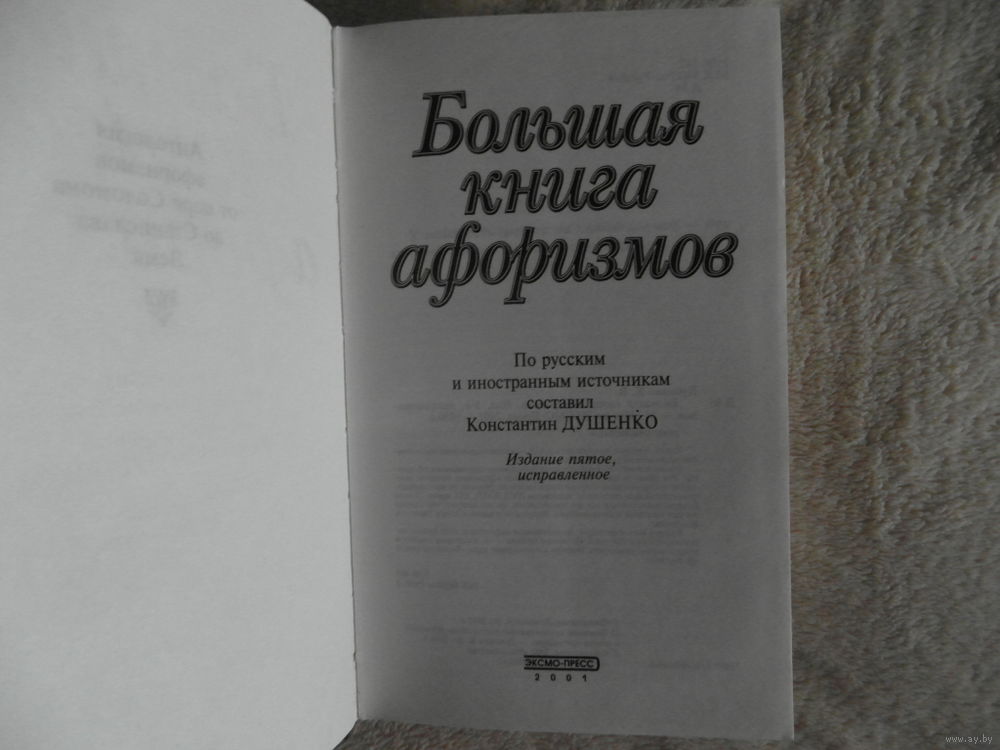 Большая
книга
афоризмов
По русским
и иностранным источникам
составил
Константин ДУШЕНКО
Издание пятое,
исправленное
ЭКСМО-ПРЕСС
2001
www.ay.by